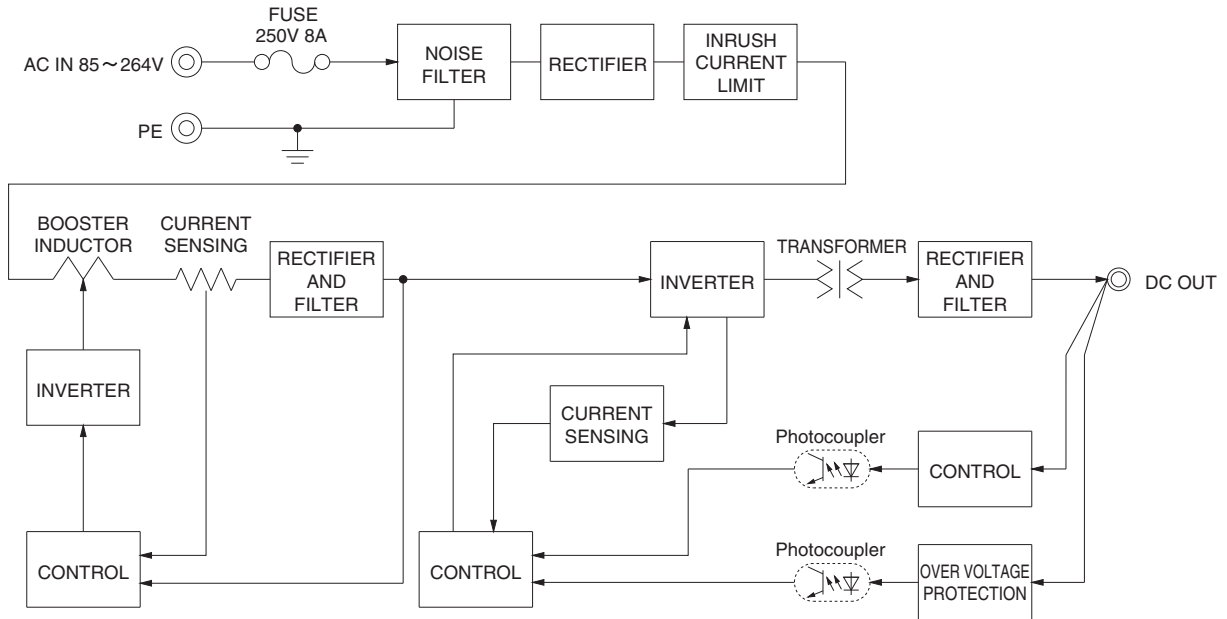 FUSE
250V 8A
AC IN 85～264V
NOISE
FILTER
RECTIFIER
INRUSH
CURRENT
LIMIT
PE
BOOSTER
INDUCTOR
CURRENT
SENSING
RECTIFIER
AND
FILTER
INVERTER
TRANSFORMER
RECTIFIER
AND
FILTER
DC OUT
INVERTER
CURRENT
SENSING
Photocoupler
CONTROL
CONTROL
CONTROL
Photocoupler
OVER VOLTAGE
PROTECTION